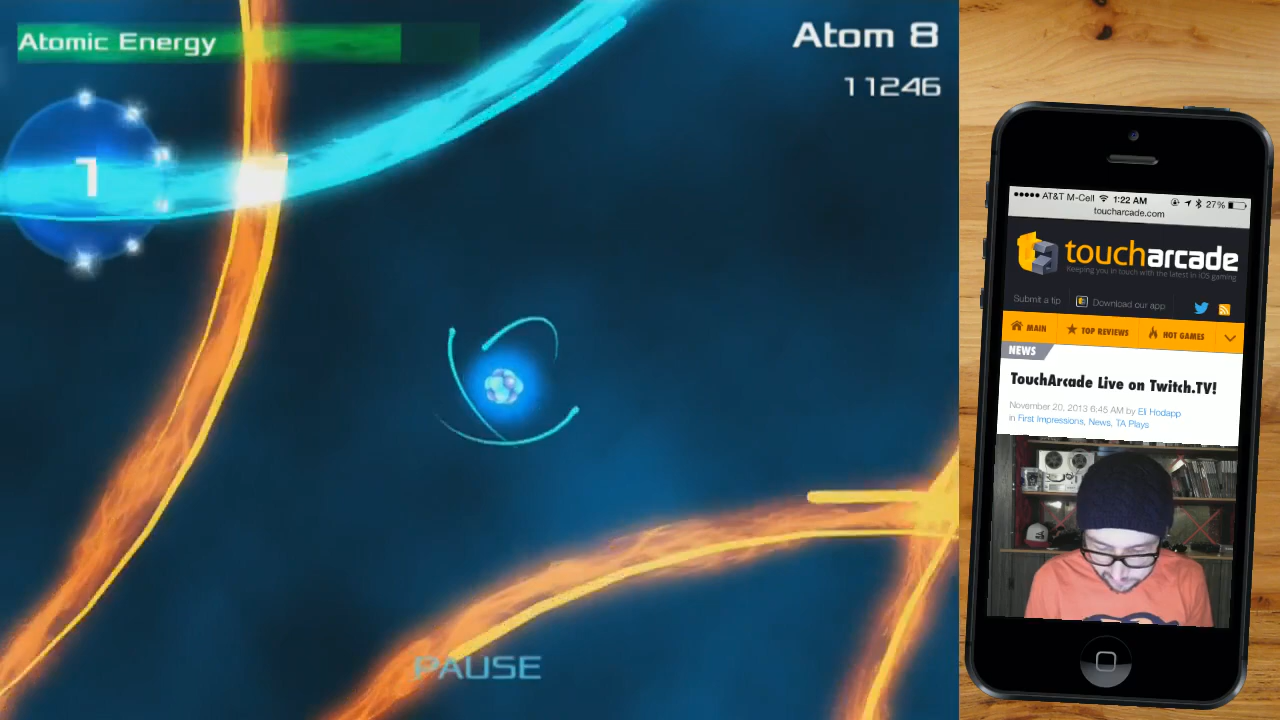 Atomic Energy
Atom 8
11246
1
PAUSE
AT&T M-Cell 1:22 AM 27%
toucharcade.com
toucharcade
Keeping you in touch with the latest in iOS gaming
Submit a tip
Download our app
MAIN
TOP REVIEWS
HOT GAMES
NEWS
TouchArcade Live on Twitch.TV!
November 20, 2013 6:45 AM by Eli Hodapp
in First Impressions, News, TA Plays